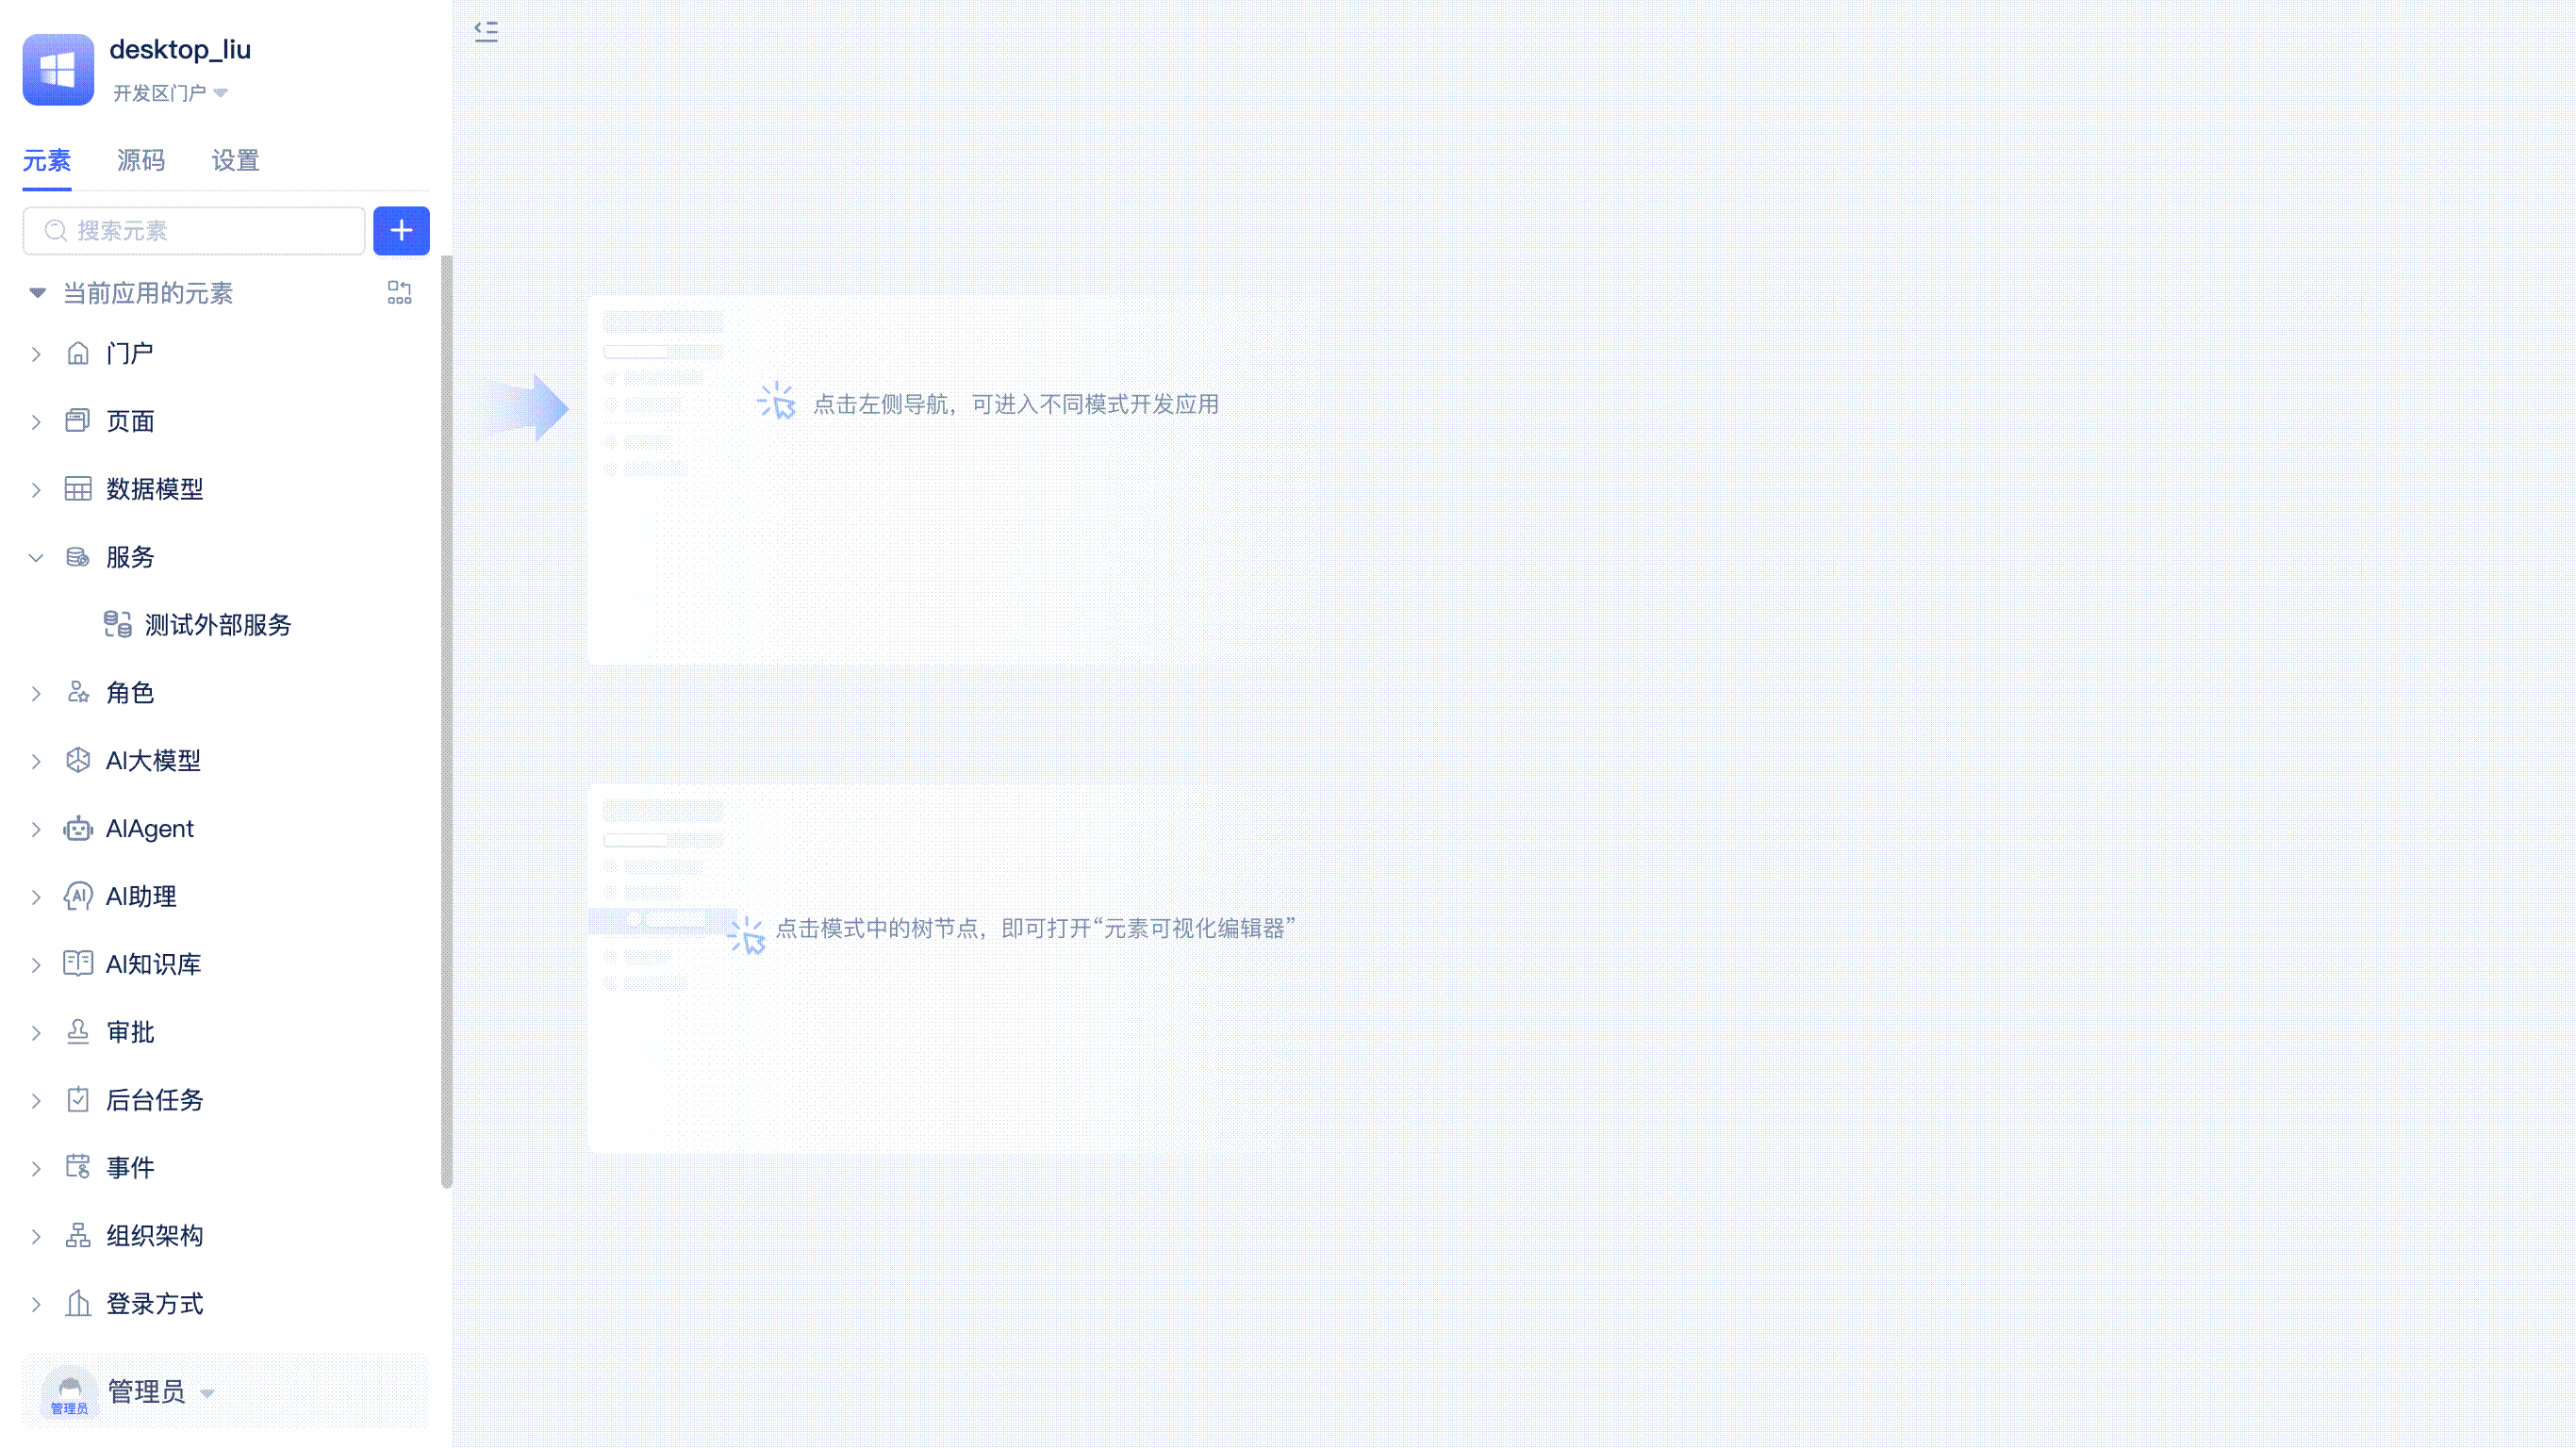 desktop_liu
开发区门户
元素 源码 设置
搜索元素
当前应用的元素
门户
页面
数据模型
服务
测试外部服务
角色
AI大模型
AIAgent
AI助理
AI知识库
审批
后台任务
事件
组织架构
登录方式
管理员
管理员
点击左侧导航，可进入不同模式开发应用
点击模式中的树节点，即可打开“元素可视化编辑器”